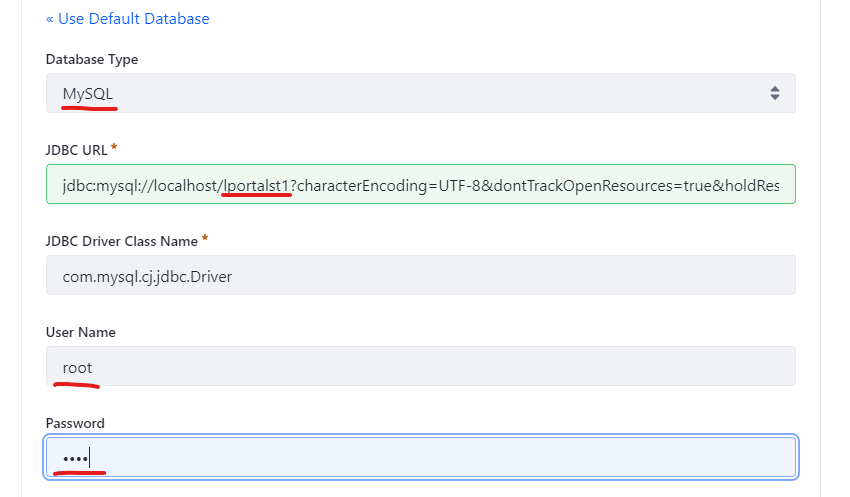 « Use Default Database
Database Type
MySQL
JDBC URL *
jdbc:mysql://localhost/lportalst1?characterEncoding=UTF-8&dontTrackOpenResources=true&holdRes
JDBC Driver Class Name *
com.mysql.cj.jdbc.Driver
User Name
root
Password
••••